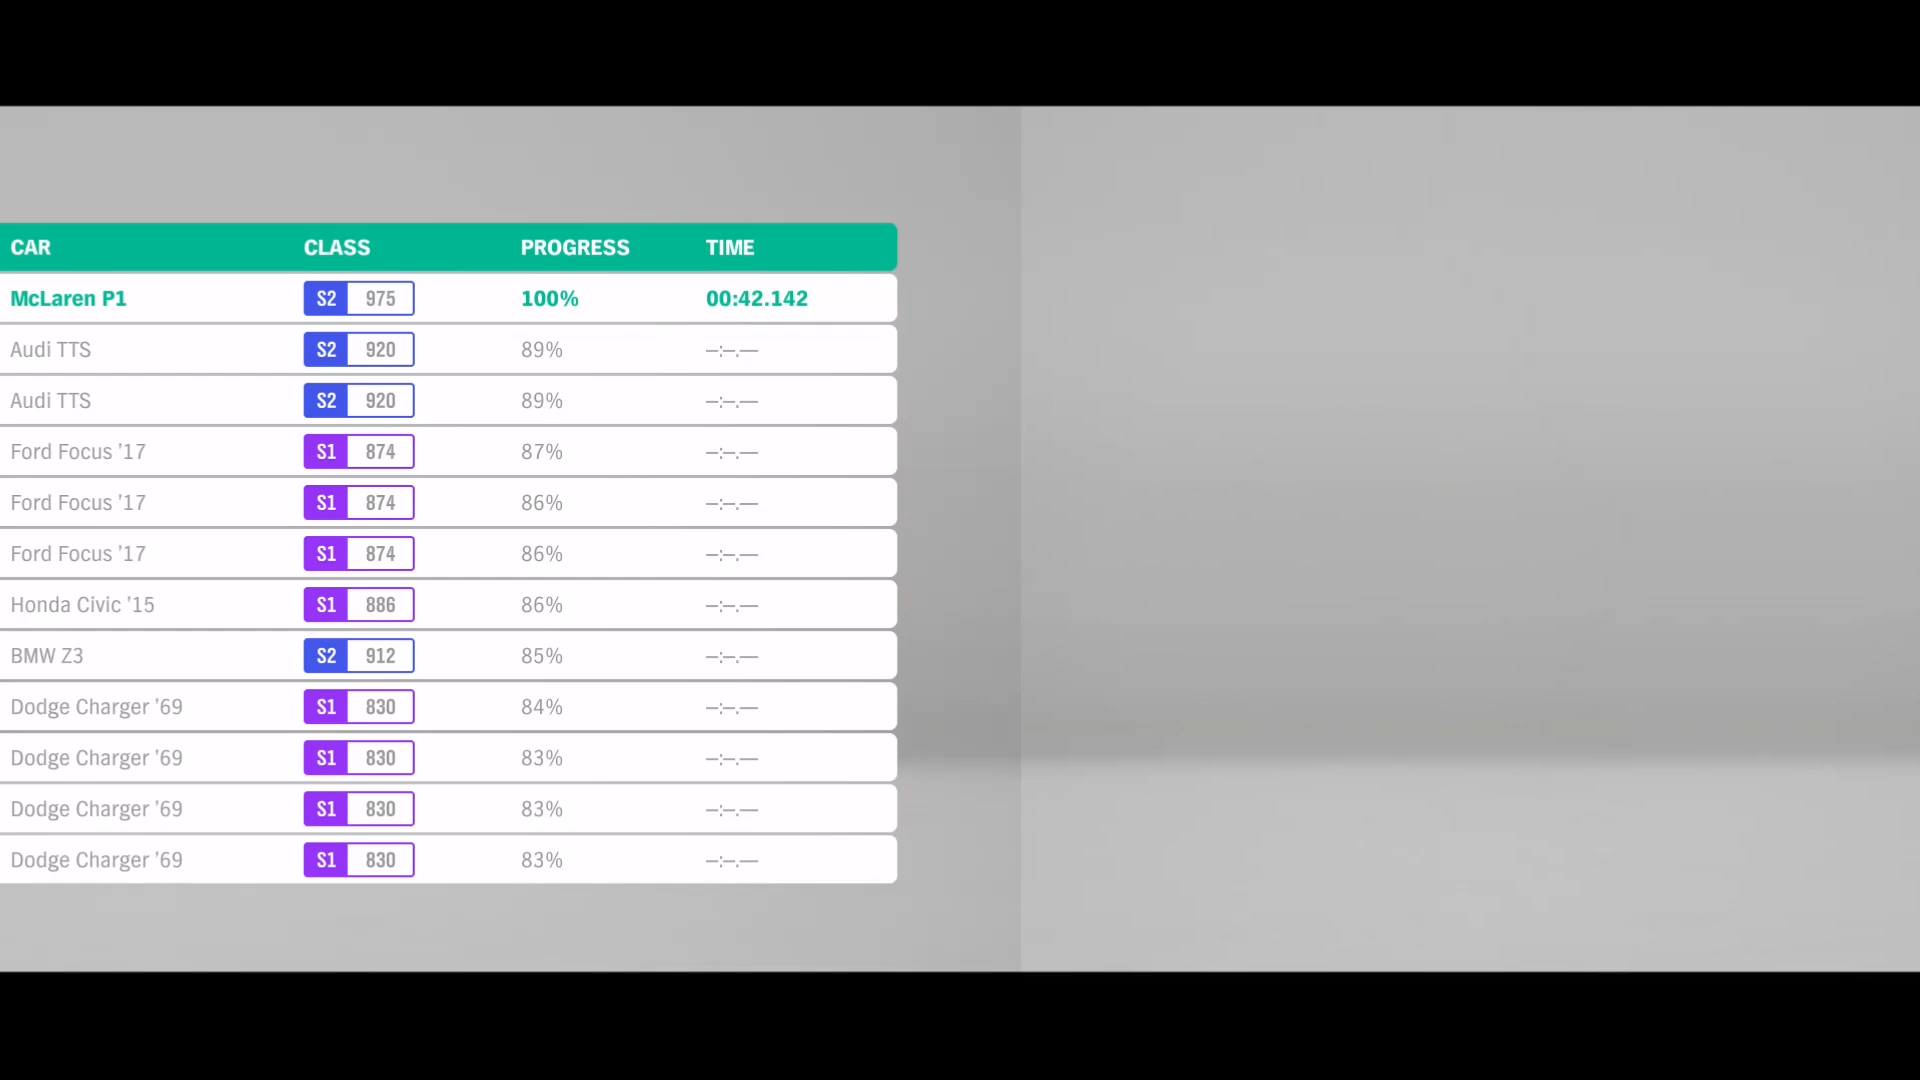 CAR CLASS PROGRESS TIME
McLaren P1 S2 975 100% 00:42.142
Audi TTS S2 920 89% –:–.––
Audi TTS S2 920 89% –:–.––
Ford Focus ’17 S1 874 87% –:–.––
Ford Focus ’17 S1 874 86% –:–.––
Ford Focus ’17 S1 874 86% –:–.––
Honda Civic ’15 S1 886 86% –:–.––
BMW Z3 S2 912 85% –:–.––
Dodge Charger ’69 S1 830 84% –:–.––
Dodge Charger ’69 S1 830 83% –:–.––
Dodge Charger ’69 S1 830 83% –:–.––
Dodge Charger ’69 S1 830 83% –:–.––